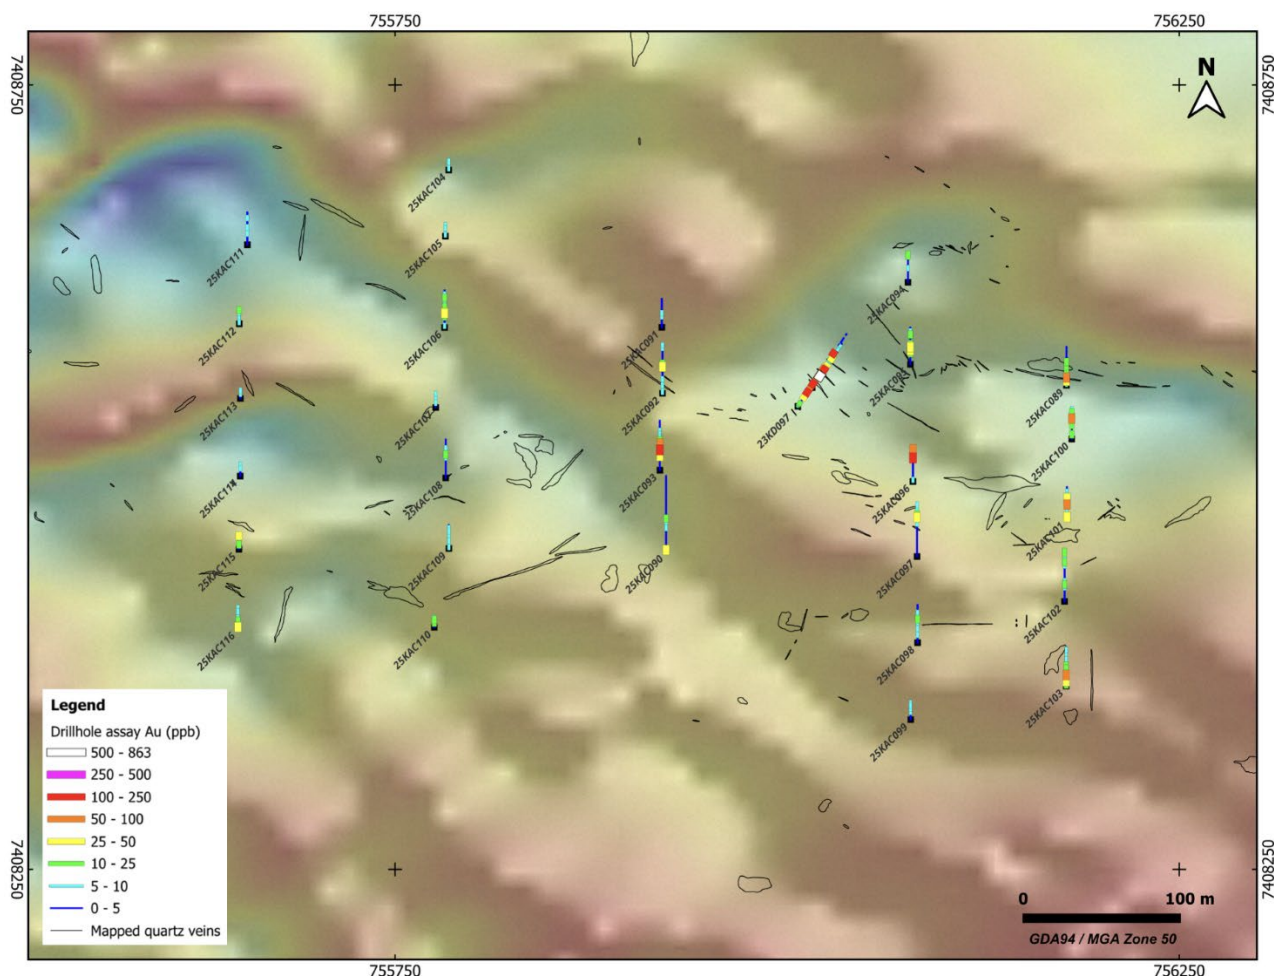 755750
756250
7408750
7408750
N
25KAC104
25KAC105
25KAC111
25KAC094
25KAC112
25KAC106
25KAC091
25KAC089
25KAC113
25KAC092
23KD097
25KAC100
25KAC114
25KAC108
25KAC093
25KAC096
25KAC101
25KAC115
25KAC109
25KAC090
25KAC097
25KAC102
25KAC116
25KAC110
25KAC098
25KAC103
25KAC099
Legend
Drillhole assay Au (ppb)
500 - 863
250 - 500
100 - 250
50 - 100
25 - 50
10 - 25
5 - 10
0 - 5
Mapped quartz veins
7408250
7408250
0 100 m
GDA94 / MGA Zone 50
755750
756250